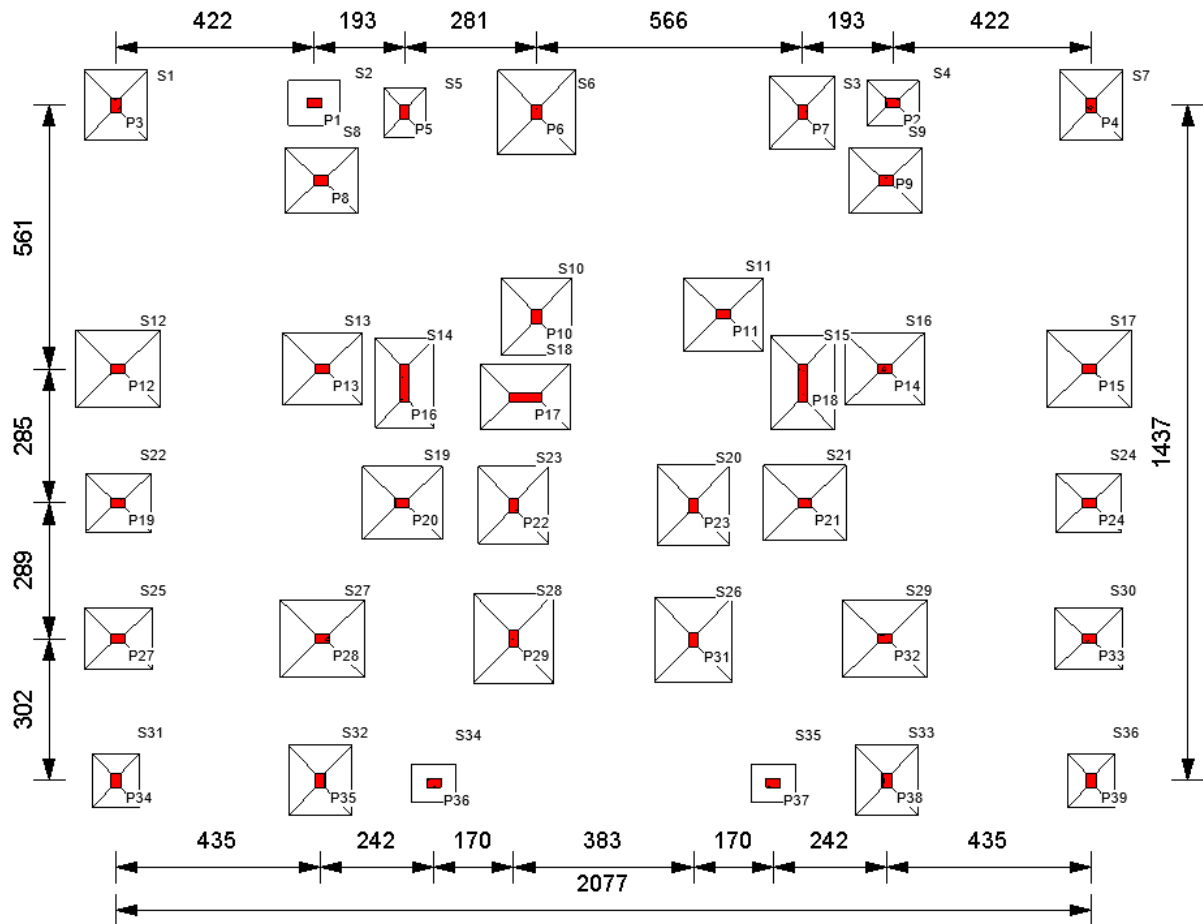 422 193 281 566 193 422
S1 S2 S5 S6 S3 S4 S7
P3 P1 P5 P6 P7 P2 P4
S8 S9
P8 P9
561
1437
S10 S11
P10 P11
S12 S13 S14 S18 S15 S16 S17
P12 P13 P16 P17 P18 P14 P15
285
S22 S19 S23 S20 S21 S24
P19 P20 P22 P23 P21 P24
289
S25 S27 S28 S26 S29 S30
P27 P28 P29 P31 P32 P33
302
S31 S32 S34 S35 S33 S36
P34 P35 P36 P37 P38 P39
435 242 170 383 170 242 435
2077